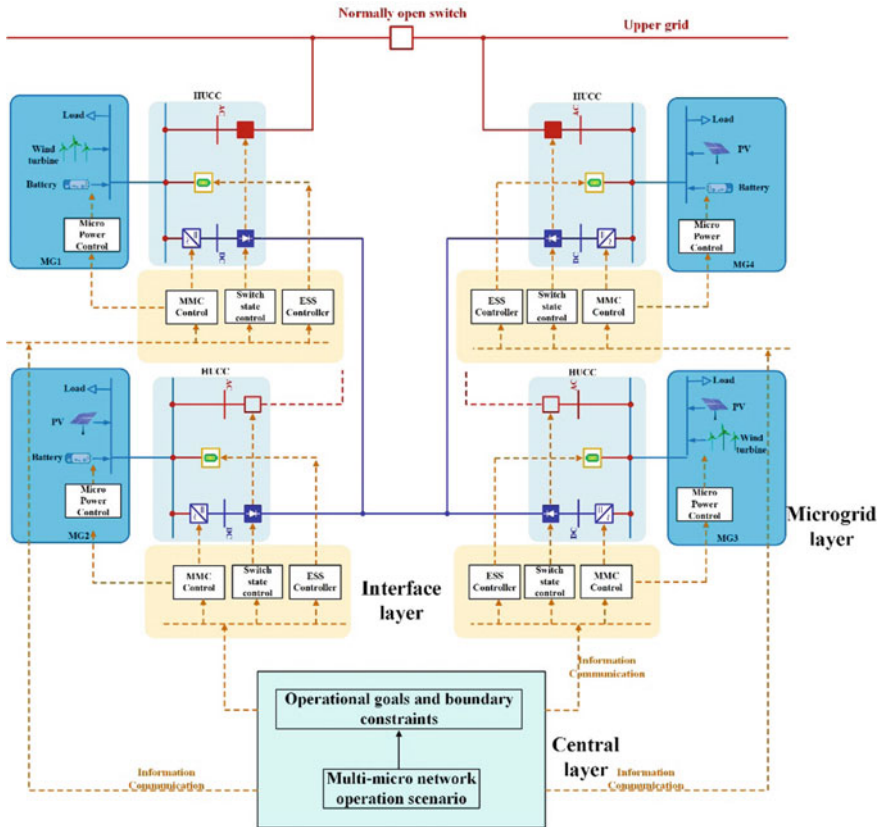 Normally open switch
Upper grid
HUCC
HUCC
Load
Wind
turbine
Battery
Micro
Power
Control
MG1
AC
DC
MMC
Control
Switch
state
control
ESS
Controller
AC
DC
Load
PV
Battery
Micro
Power
Control
MG4
ESS
Controller
Switch
state
control
MMC
Control
HUCC
HUCC
Load
PV
Battery
Micro
Power
Control
MG2
AC
DC
MMC
Control
Switch
state
control
ESS
Controller
AC
DC
Load
PV
Wind
turbine
Micro
Power
Control
MG3
ESS
Controller
Switch
state
control
MMC
Control
Microgrid
layer
Interface
layer
Information
Communication
Operational goals and boundary
constraints
Multi-micro network
operation scenario
Central
layer
Information
Communication
Information
Communication